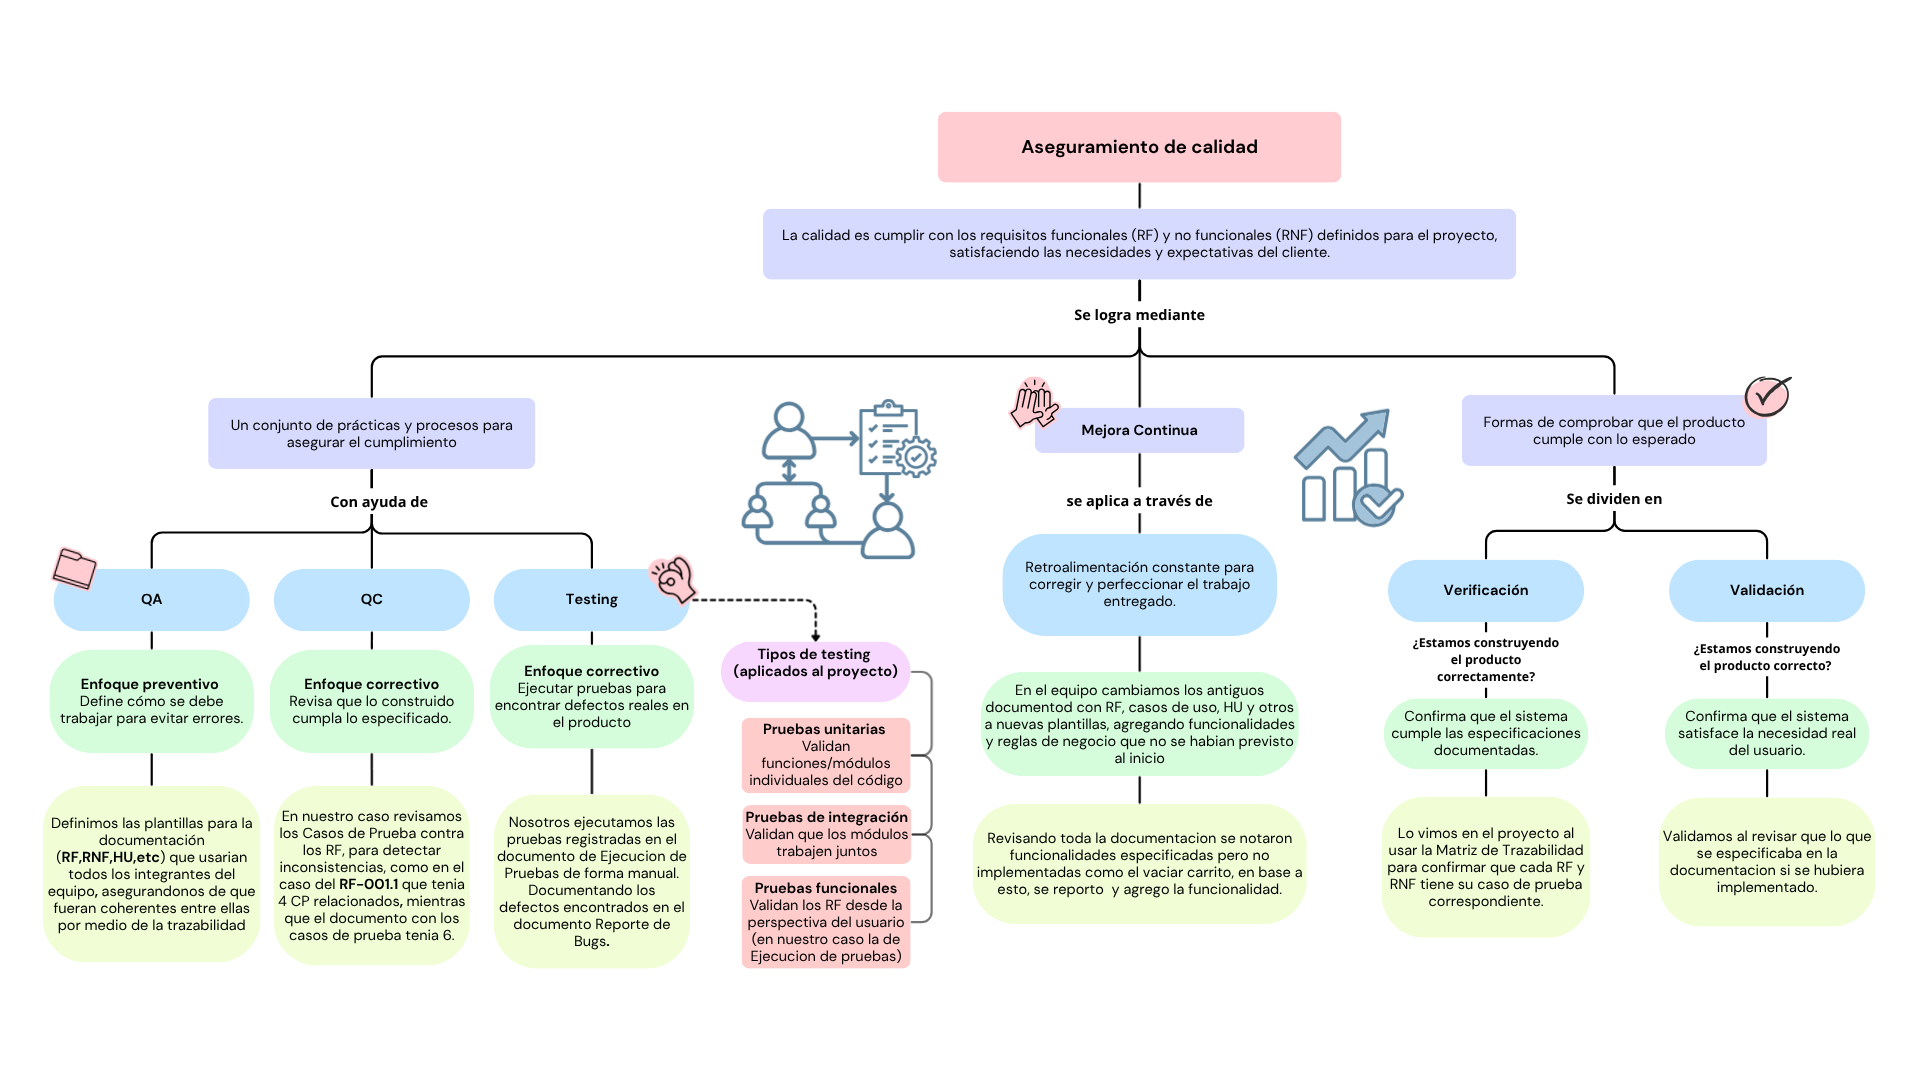 Aseguramiento de calidad
La calidad es cumplir con los requisitos funcionales (RF) y no funcionales (RNF) definidos para el proyecto,
satisfaciendo las necesidades y expectativas del cliente.
Se logra mediante
Un conjunto de prácticas y procesos para
asegurar el cumplimiento
Con ayuda de
QA
Enfoque preventivo
Define cómo se debe
trabajar para evitar errores.
Definimos las plantillas para la
documentación
(RF,RNF,HU,etc) que usarian
todos los integrantes del
equipo, asegurandonos de que
fueran coherentes entre ellas
por medio de la trazabilidad
QC
Enfoque correctivo
Revisa que lo construido
cumpla lo especificado.
En nuestro caso revisamos
los Casos de Prueba contra
los RF, para detectar
inconsistencias, como en el
caso del RF-001.1 que tenia
4 CP relacionados, mientras
que el documento con los
casos de prueba tenia 6.
Testing
Enfoque correctivo
Ejecutar pruebas para
encontrar defectos reales en
el producto
Nosotros ejecutamos las
pruebas registradas en el
documento de Ejecucion de
Pruebas de forma manual.
Documentando los
defectos encontrados en el
documento Reporte de
Bugs.
Tipos de testing
(aplicados al proyecto)
Pruebas unitarias
Validan
funciones/módulos
individuales del código
Pruebas de integración
Validan que los módulos
trabajen juntos
Pruebas funcionales
Validan los RF desde la
perspectiva del usuario
(en nuestro caso la de
Ejecucion de pruebas)
Mejora Continua
se aplica a través de
Retroalimentación constante para
corregir y perfeccionar el trabajo
entregado.
En el equipo cambiamos los antiguos
documentod con RF, casos de uso, HU y otros
a nuevas plantillas, agregando funcionalidades
y reglas de negocio que no se habian previsto
al inicio
Revisando toda la documentacion se notaron
funcionalidades especificadas pero no
implementadas como el vaciar carrito, en base a
esto, se reporto y agrego la funcionalidad.
Formas de comprobar que el producto
cumple con lo esperado
Se dividen en
Verificación
¿Estamos construyendo
el producto
correctamente?
Confirma que el sistema
cumple las especificaciones
documentadas.
Lo vimos en el proyecto al
usar la Matriz de Trazabilidad
para confirmar que cada RF y
RNF tiene su caso de prueba
correspondiente.
Validación
¿Estamos construyendo
el producto correcto?
Confirma que el sistema
satisface la necesidad real
del usuario.
Validamos al revisar que lo que
se especificaba en la
documentacion si se hubiera
implementado.